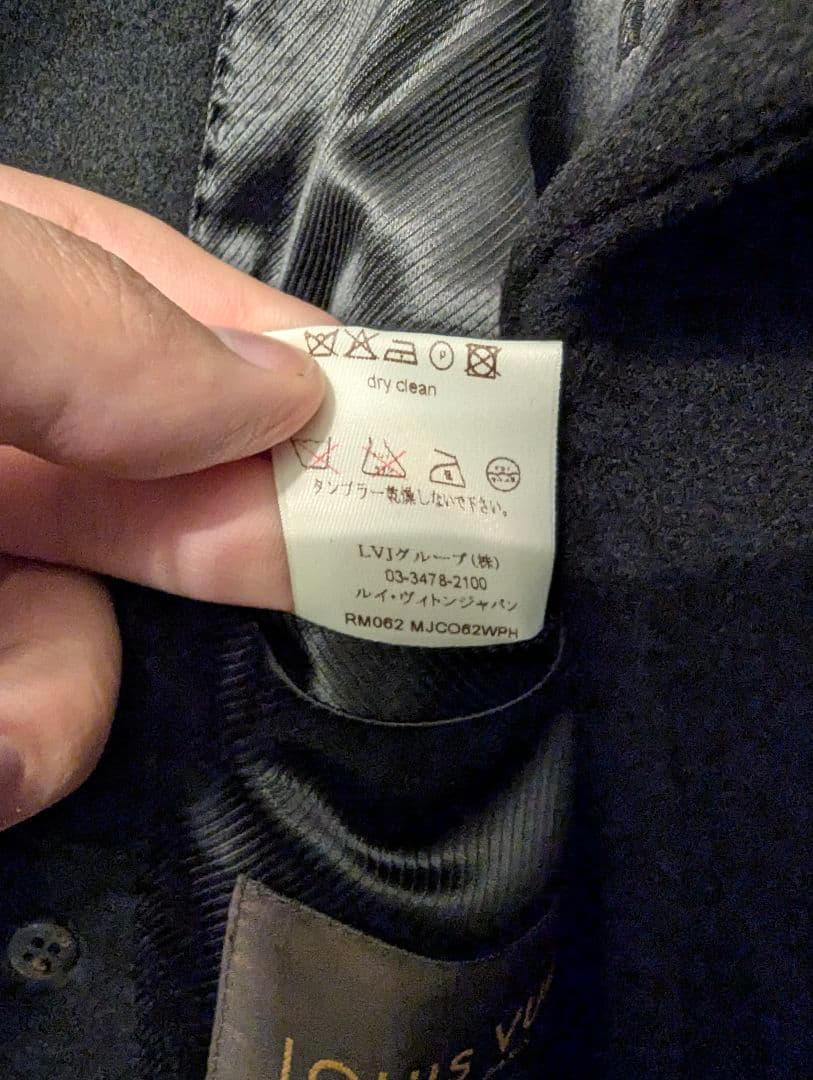 P
dry clean
タンブラー乾燥しないで下さい。
LVJグループ(株)
03-3478-2100
ルイ・ヴィトンジャパン
RM062 MJCO62WPH
LOUIS VU